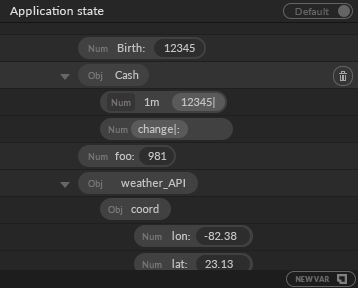 Application state Default
Num Birth: 12345
Obj Cash
Num 1m 12345|
Num change|:
Num foo: 981
Obj weather_API
Obj coord
Num lon: -82.38
Num lat: 23.13
NEW VAR